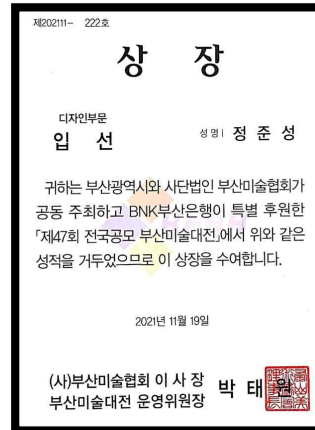 제202111- 222호
상 장
디자인부문
입 선
성명| 정 준 성
귀하는 부산광역시와 사단법인 부산미술협회가
공동 주최하고 BNK부산은행이 특별 후원한
「제47회 전국공모 부산미술대전」에서 위와 같은
성적을 거두었으므로 이 상장을 수여합니다.
2021년 11월 19일
(사)부산미술협회 이 사 장
부산미술대전 운영위원장 박 태 원